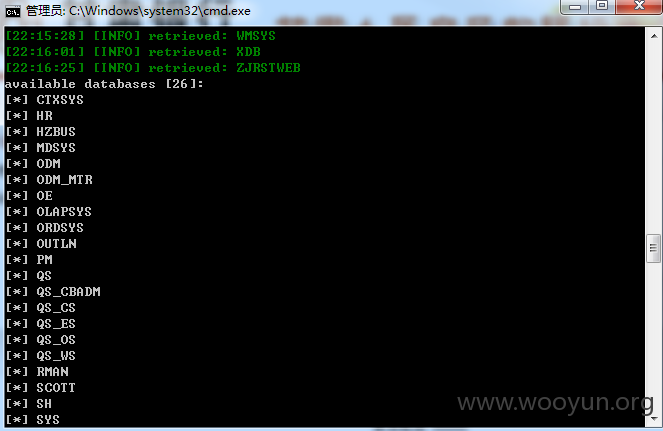 管理员: C:\Windows\system32\cmd.exe
[22:15:28] [INFO] retrieved: WMSYS
[22:16:01] [INFO] retrieved: XDB
[22:16:25] [INFO] retrieved: ZJRSTWEB
available databases [26]:
[*] CTXSYS
[*] HR
[*] HZBUS
[*] MDSYS
[*] ODM
[*] ODM_MTR
[*] OE
[*] OLAPSYS
[*] ORDSYS
[*] OUTLN
[*] PM
[*] QS
[*] QS_CBADM
[*] QS_CS
[*] QS_ES
[*] QS_OS
[*] QS_WS
[*] RMAN
[*] SCOTT
[*] SH
[*] SYS
www.wooyun.org